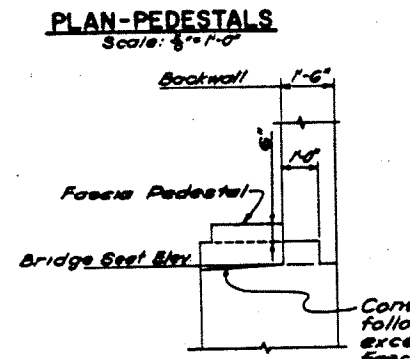 PLAN-PEDESTALS
Scale: ⅜"=1'-0"
Backwall
1'-6"
6"
1'-0"
Fascia Pedestal
Bridge Seat Elev.
Con
follo
exce